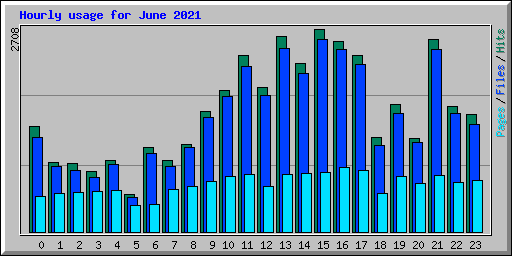 Hourly usage for June 2021
2708
Pages/Files/Hits
0 1 2 3 4 5 6 7 8 9 10 11 12 13 14 15 16 17 18 19 20 21 22 23